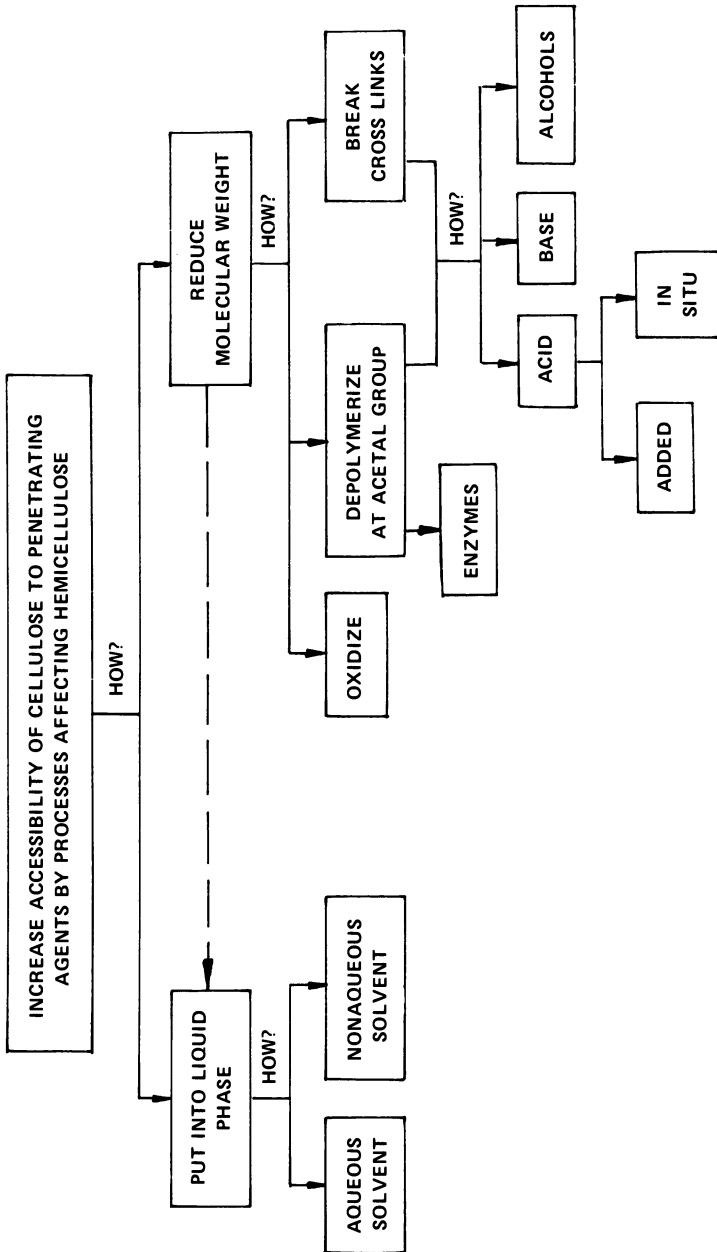 INCREASE ACCESSIBILITY OF CELLULOSE TO PENETRATING
AGENTS BY PROCESSES AFFECTING HEMICELLULOSE
HOW?
PUT INTO LIQUID
PHASE
REDUCE
MOLECULAR WEIGHT
HOW?
HOW?
AQUEOUS
SOLVENT
NONAQUEOUS
SOLVENT
OXIDIZE
DEPOLYMERIZE
AT ACETAL GROUP
BREAK
CROSS LINKS
ENZYMES
HOW?
ACID
BASE
ALCOHOLS
ADDED
IN
SITU